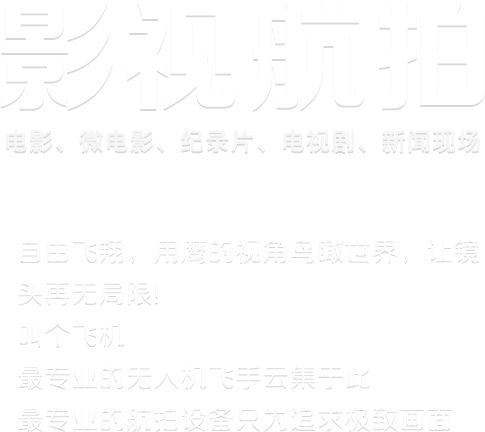 影视航拍
电影、微电影、纪录片、电视剧、新闻现场
自由飞翔，用鹰的视角鸟瞰世界，让镜
头再无局限!
叫个飞机
最专业的无人机飞手云集于此
最专业的航拍设备只为追求极致画面